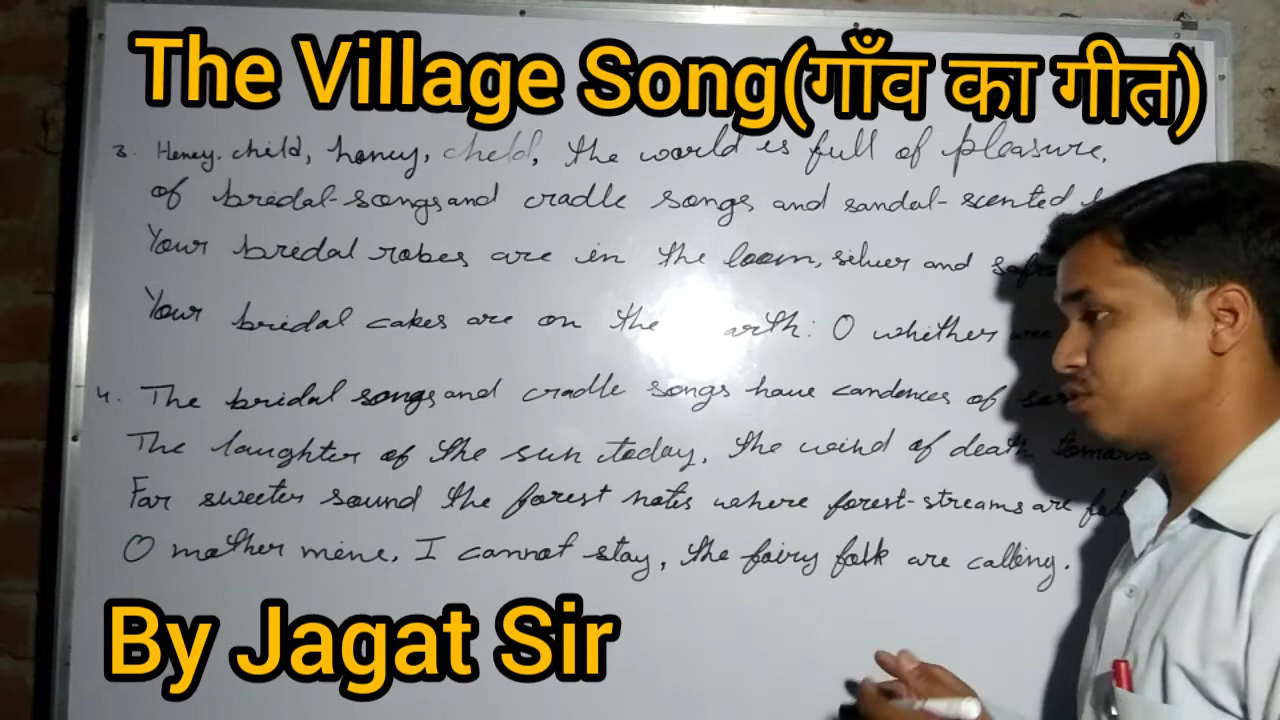 The Village Song(गाँव का गीत)
3. Honey, child, honey, child, the world is full of pleasure,
of bridal-songs and cradle songs and sandal-scented
Your bridal robes are in the loom, silver and
Your bridal cakes are on the arth: O whither are
4. The bridal songs and cradle songs have candences of
The laughter of the sun today, the wind of death
Far sweeter sound the forest notes where forest-streams are
O mother mine, I cannot stay, the fairy folk are calling.
By Jagat Sir